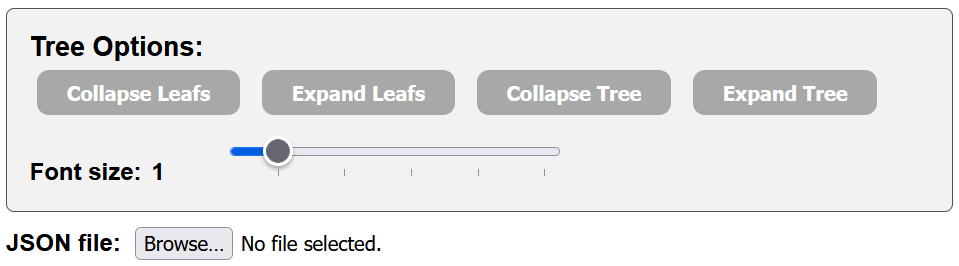 Tree Options:
Collapse Leafs Expand Leafs Collapse Tree Expand Tree
Font size: 1
JSON file: Browse... No file selected.